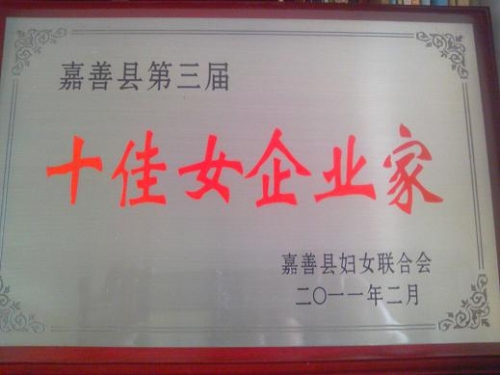 嘉善县第三届
十佳女企业家
嘉善县妇女联合会
二〇一一年二月